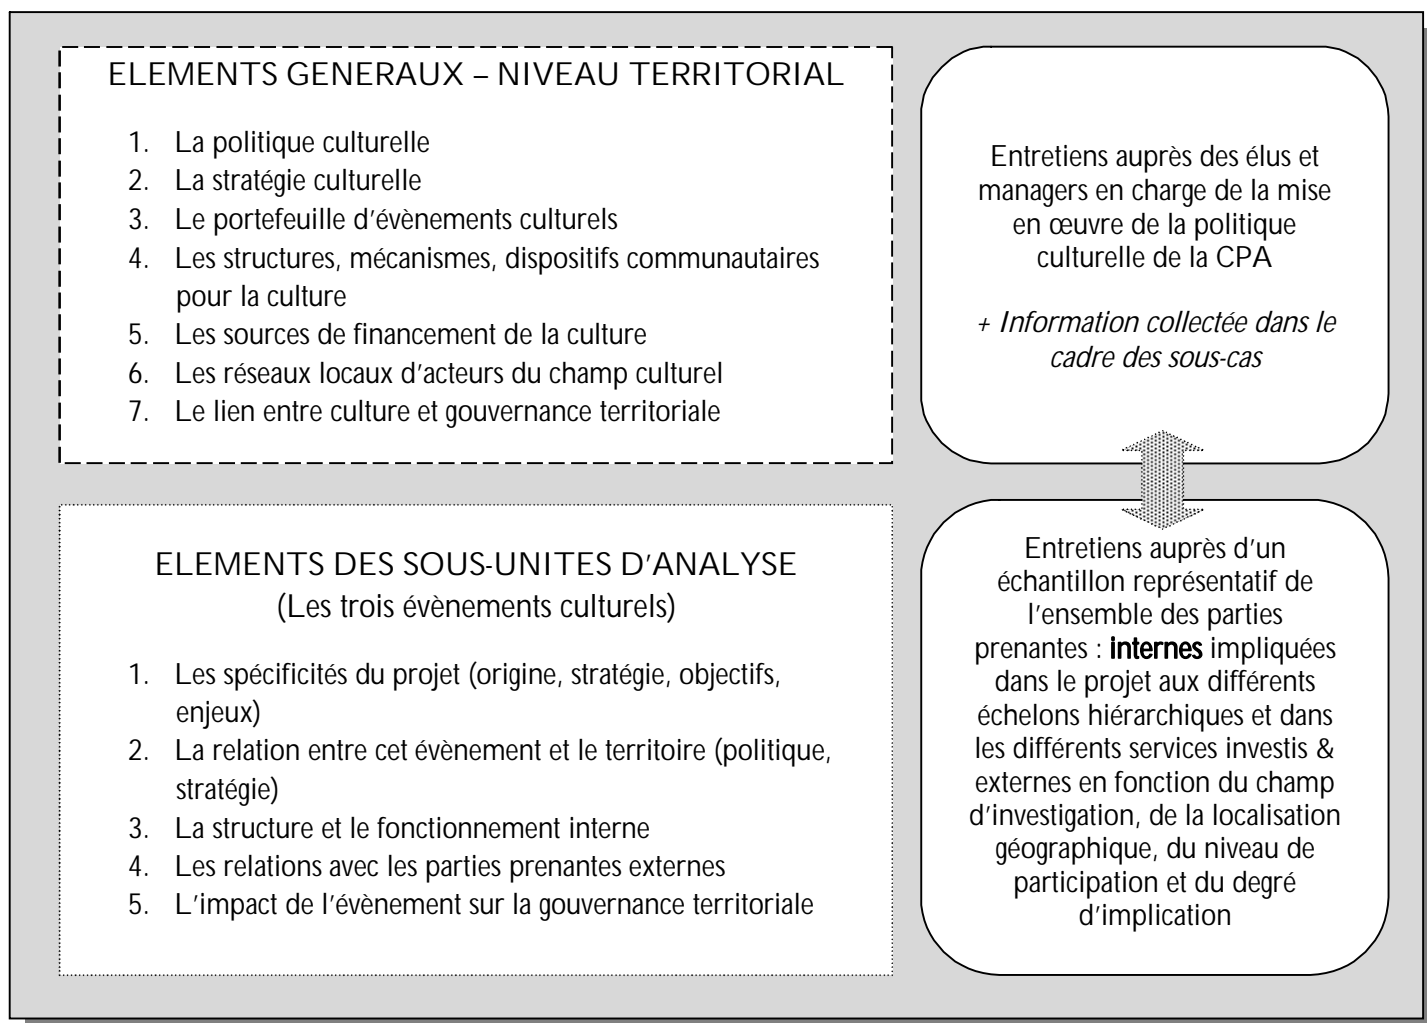 ELEMENTS GENERAUX – NIVEAU TERRITORIAL
1. La politique culturelle
2. La stratégie culturelle
3. Le portefeuille d'évènements culturels
4. Les structures, mécanismes, dispositifs communautaires
pour la culture
5. Les sources de financement de la culture
6. Les réseaux locaux d'acteurs du champ culturel
7. Le lien entre culture et gouvernance territoriale
Entretiens auprès des élus et
managers en charge de la mise
en œuvre de la politique
culturelle de la CPA
+ Information collectée dans le
cadre des sous-cas
ELEMENTS DES SOUS-UNITES D'ANALYSE
(Les trois évènements culturels)
1. Les spécificités du projet (origine, stratégie, objectifs,
enjeux)
2. La relation entre cet évènement et le territoire (politique,
stratégie)
3. La structure et le fonctionnement interne
4. Les relations avec les parties prenantes externes
5. L'impact de l'évènement sur la gouvernance territoriale
Entretiens auprès d'un
échantillon représentatif de
l'ensemble des parties
prenantes : internes impliquées
dans le projet aux différents
échelons hiérarchiques et dans
les différents services investis &
externes en fonction du champ
d'investigation, de la localisation
géographique, du niveau de
participation et du degré
d'implication